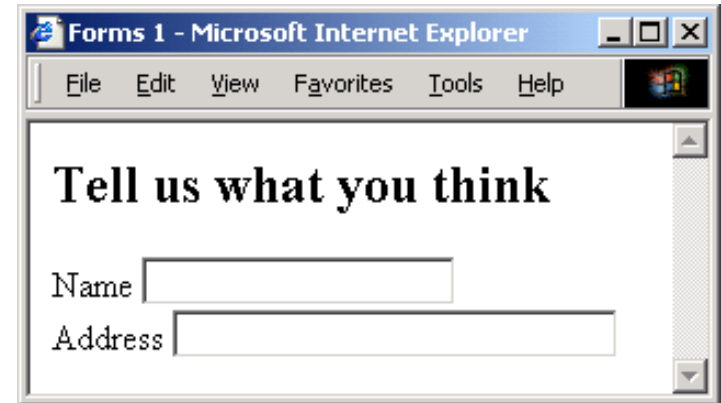 Forms 1 - Microsoft Internet Explorer
File Edit View Favorites Tools Help
Tell us what you think
Name
Address